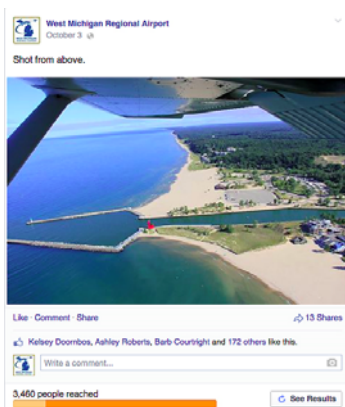 West Michigan Regional Airport
October 3
Shot from above.
Like · Comment · Share
13 Shares
Kelsey Doornbos, Ashley Roberts, Barb Courtright and 172 others like this.
Write a comment...
3,460 people reached
See Results